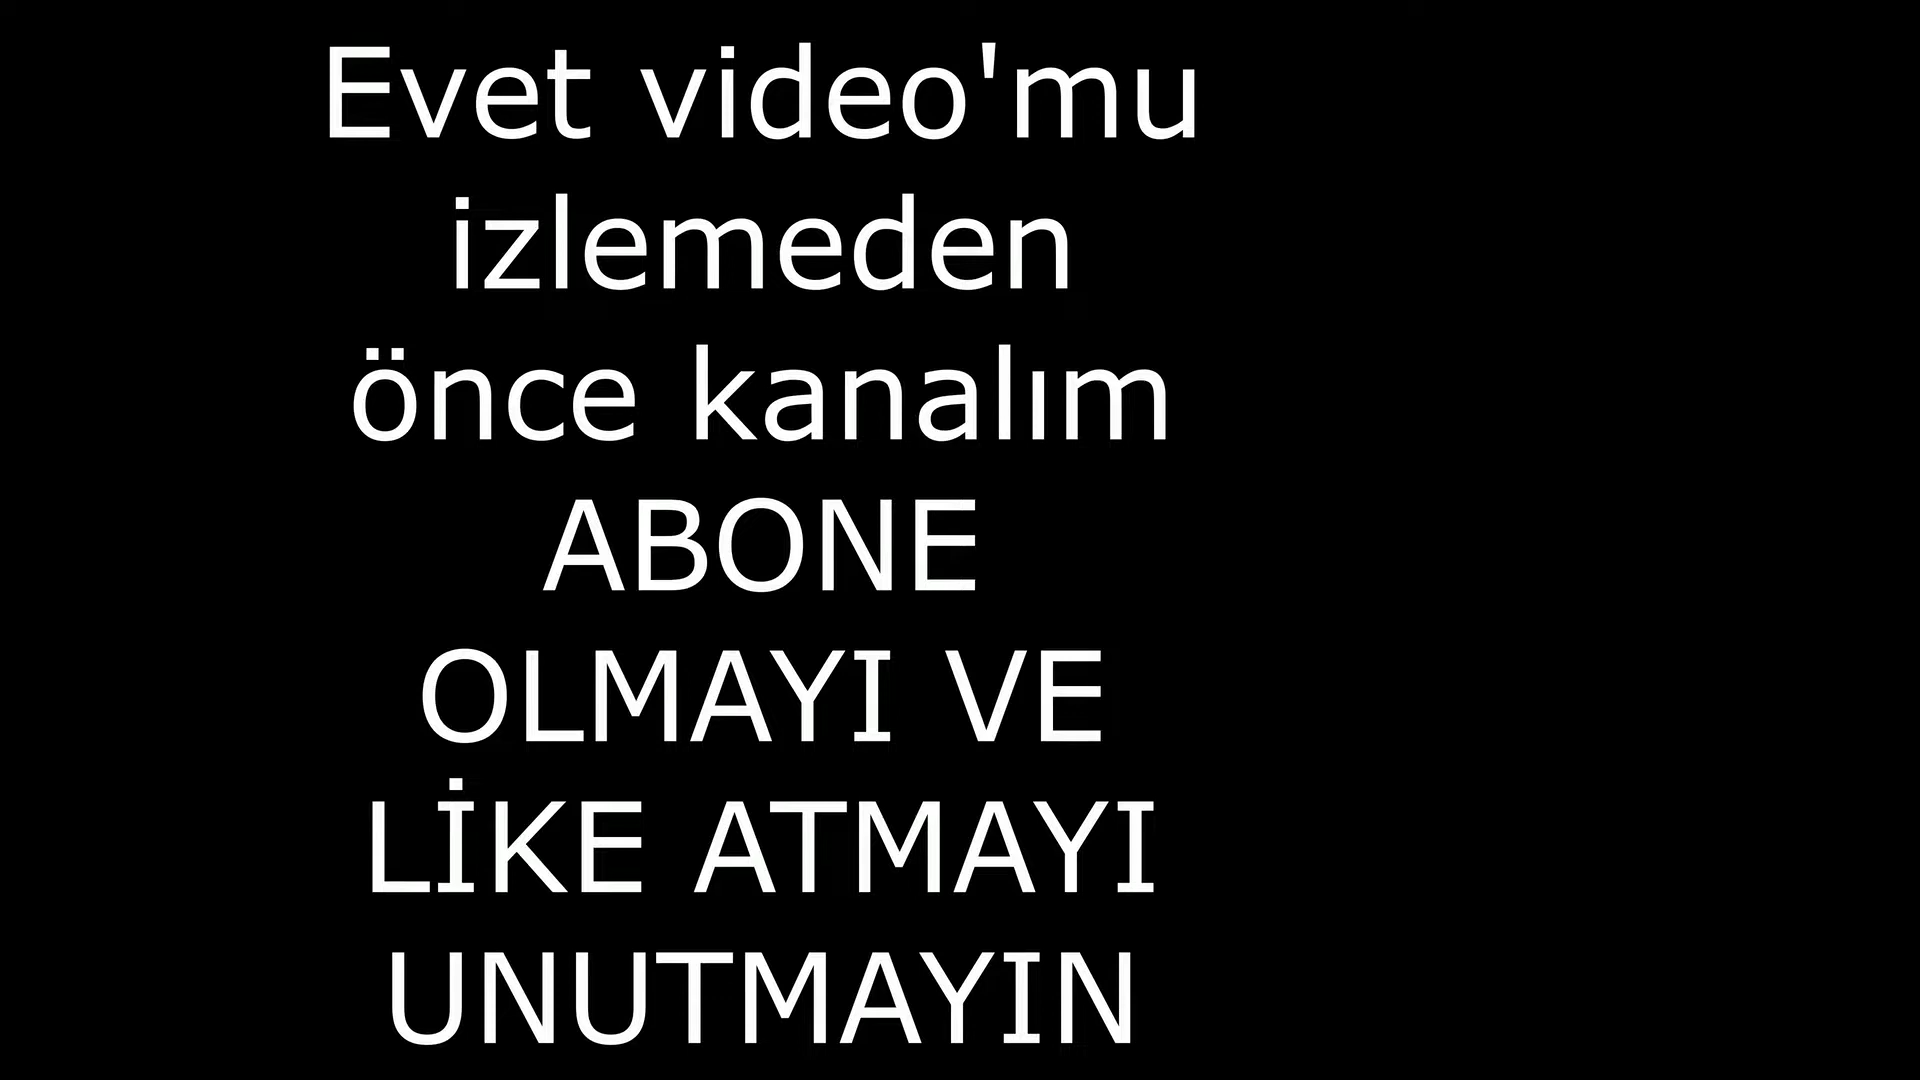 Evet video'mu
izlemeden
önce kanalım
ABONE
OLMAYI VE
LİKE ATMAYI
UNUTMAYIN